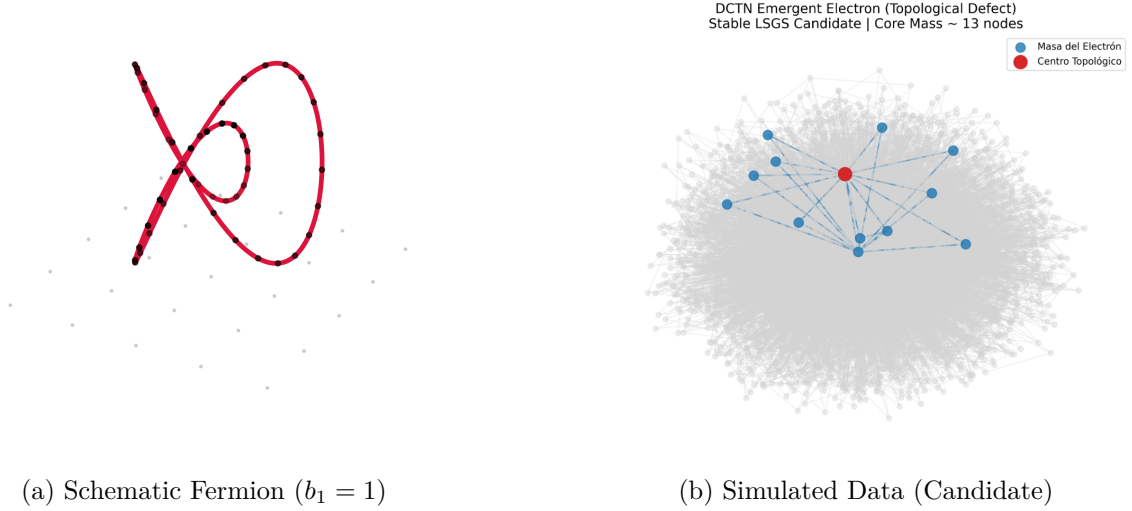 DCTN Emergent Electron (Topological Defect)
Stable LSGS Candidate | Core Mass ~ 13 nodes
Masa del Electrón
Centro Topológico
(a) Schematic Fermion (b₁ = 1)
(b) Simulated Data (Candidate)